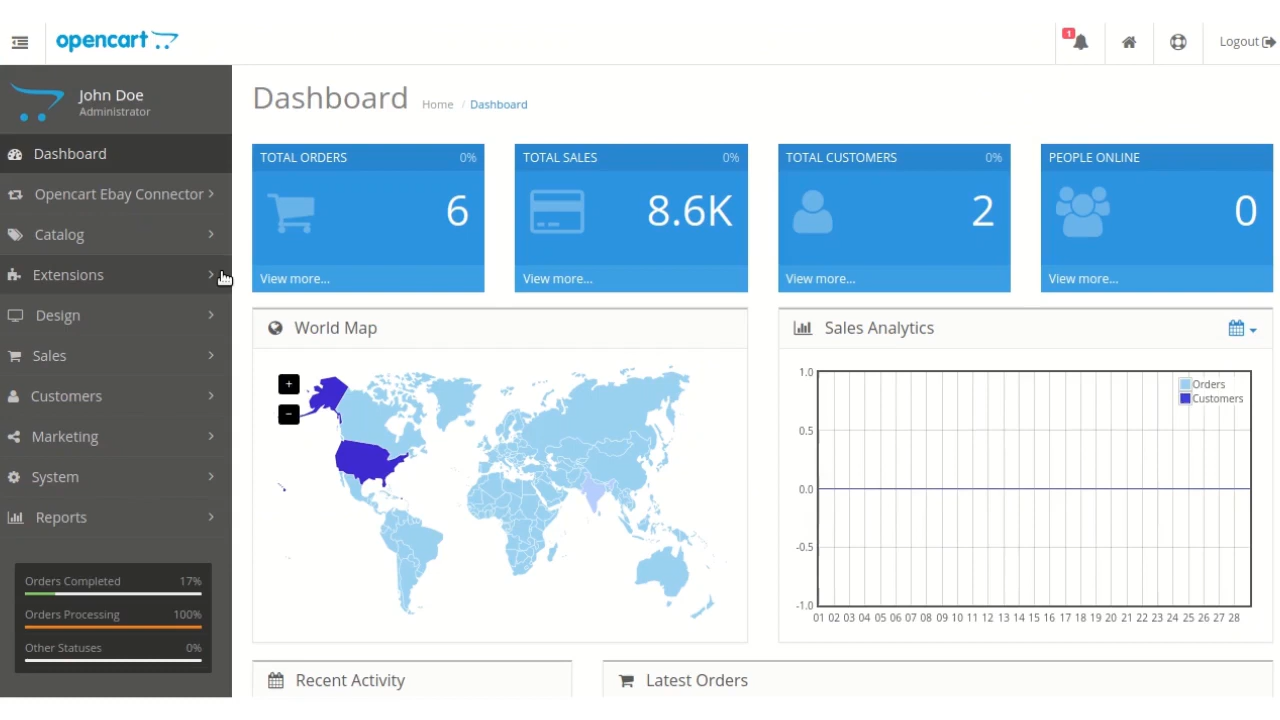 opencart
1
Logout
John Doe
Administrator
Dashboard
Opencart Ebay Connector
Catalog
Extensions
Design
Sales
Customers
Marketing
System
Reports
Orders Completed 17%
Orders Processing 100%
Other Statuses 0%
Dashboard Home / Dashboard
TOTAL ORDERS 0%
6
View more...
TOTAL SALES 0%
8.6K
View more...
TOTAL CUSTOMERS 0%
2
View more...
PEOPLE ONLINE
0
View more...
World Map
+
−
Sales Analytics
Orders
Customers
1.0
0.5
0.0
-0.5
-1.0
01 02 03 04 05 06 07 08 09 10 11 12 13 14 15 16 17 18 19 20 21 22 23 24 25 26 27 28
Recent Activity
Latest Orders